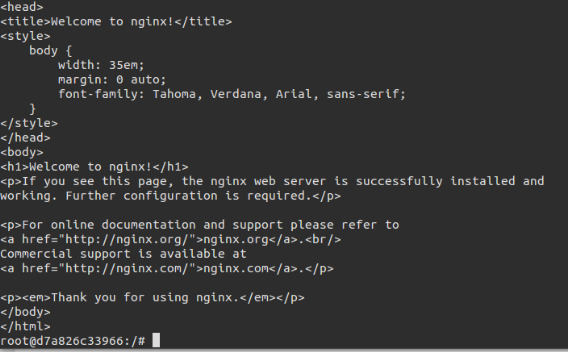 <head>
<title>Welcome to nginx!</title>
<style>
    body {
        width: 35em;
        margin: 0 auto;
        font-family: Tahoma, Verdana, Arial, sans-serif;
    }
</style>
</head>
<body>
<h1>Welcome to nginx!</h1>
<p>If you see this page, the nginx web server is successfully installed and
working. Further configuration is required.</p>

<p>For online documentation and support please refer to
<a href="http://nginx.org/">nginx.org</a>.<br/>
Commercial support is available at
<a href="http://nginx.com/">nginx.com</a>.</p>

<p><em>Thank you for using nginx.</em></p>
</body>
</html>
root@d7a826c33966:/#